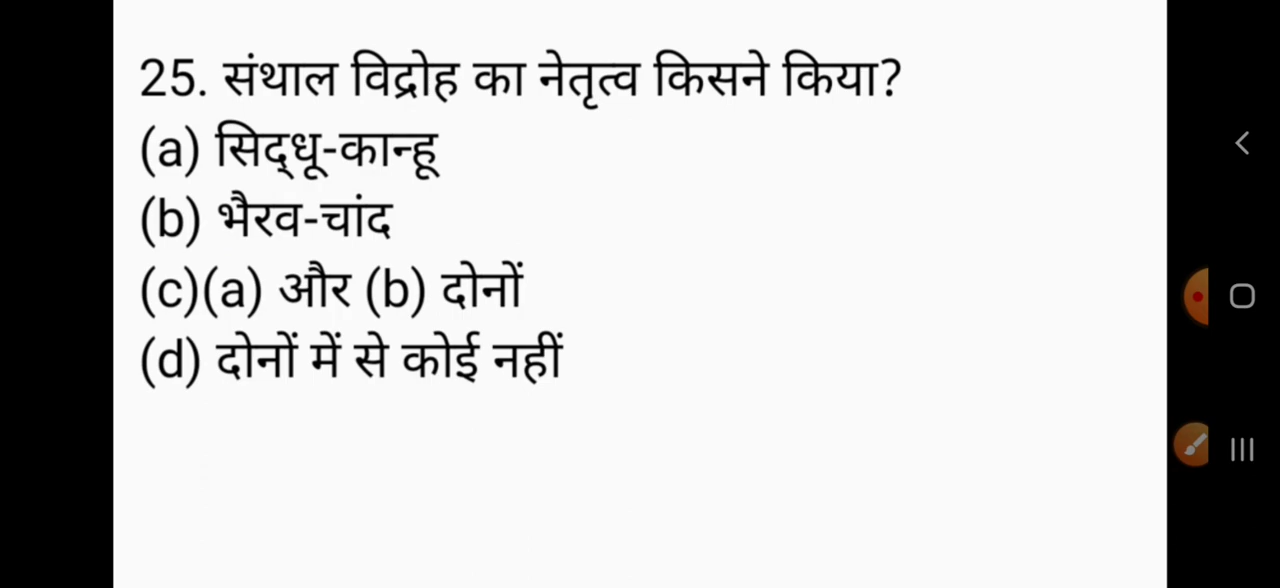 25. संथाल विद्रोह का नेतृत्व किसने किया?
(a) सिद्‌धू-कान्हू
(b) भैरव-चांद
(c)(a) और (b) दोनों
(d) दोनों में से कोई नहीं